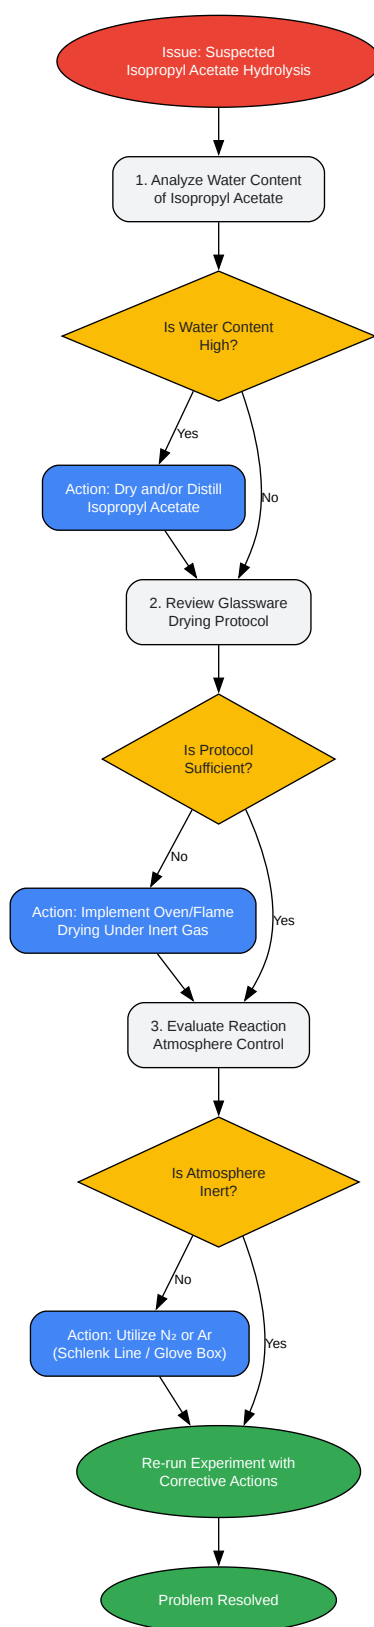 Issue: Suspected
Isopropyl Acetate Hydrolysis
1. Analyze Water Content
of Isopropyl Acetate
Is Water Content
High?
Yes
Action: Dry and/or Distill
Isopropyl Acetate
No
2. Review Glassware
Drying Protocol
Is Protocol
Sufficient?
No
Action: Implement Oven/Flame
Drying Under Inert Gas
Yes
3. Evaluate Reaction
Atmosphere Control
Is Atmosphere
Inert?
No
Action: Utilize N₂ or Ar
(Schlenk Line / Glove Box)
Yes
Re-run Experiment with
Corrective Actions
Problem Resolved